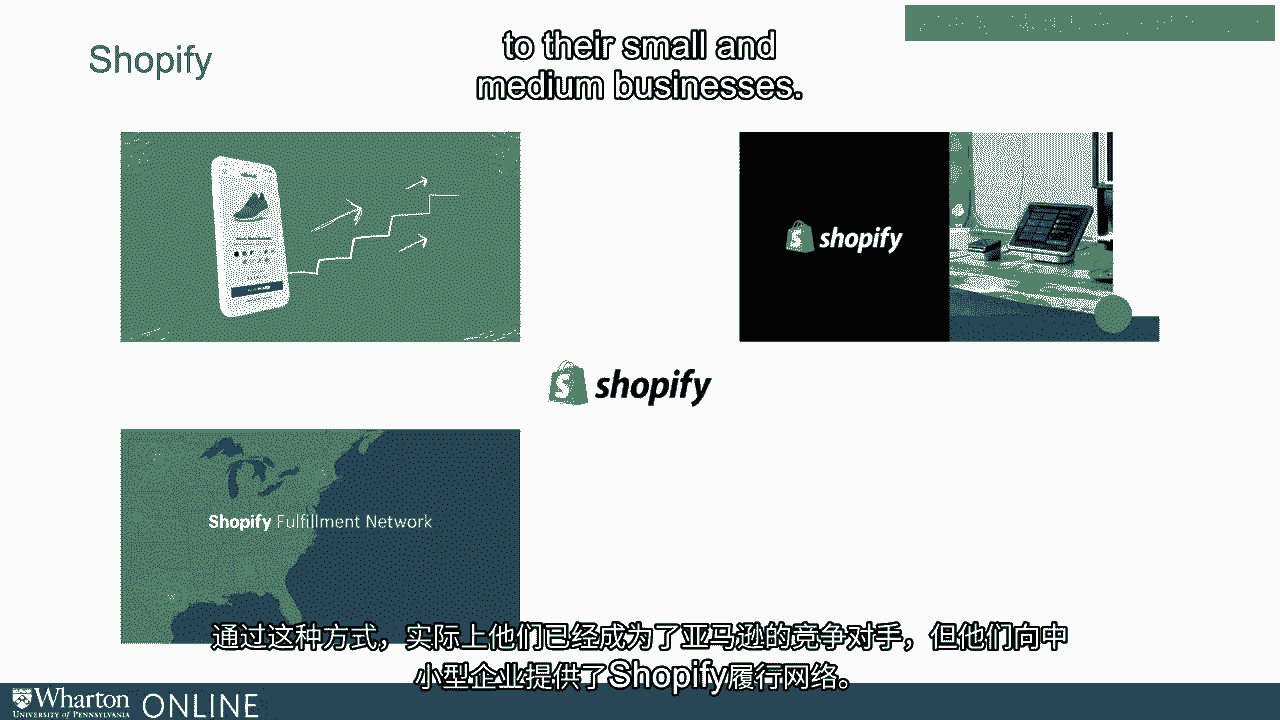 Shopify
to their small and
medium businesses.
shopify
shopify
Shopify Fulfillment Network
通过这种方式，实际上他们已经成为了亚马逊的竞争对手，但他们向中
小型企业提供了Shopify履行网络。
Wharton
UNIVERSITY of PENNSYLVANIA
ONLINE